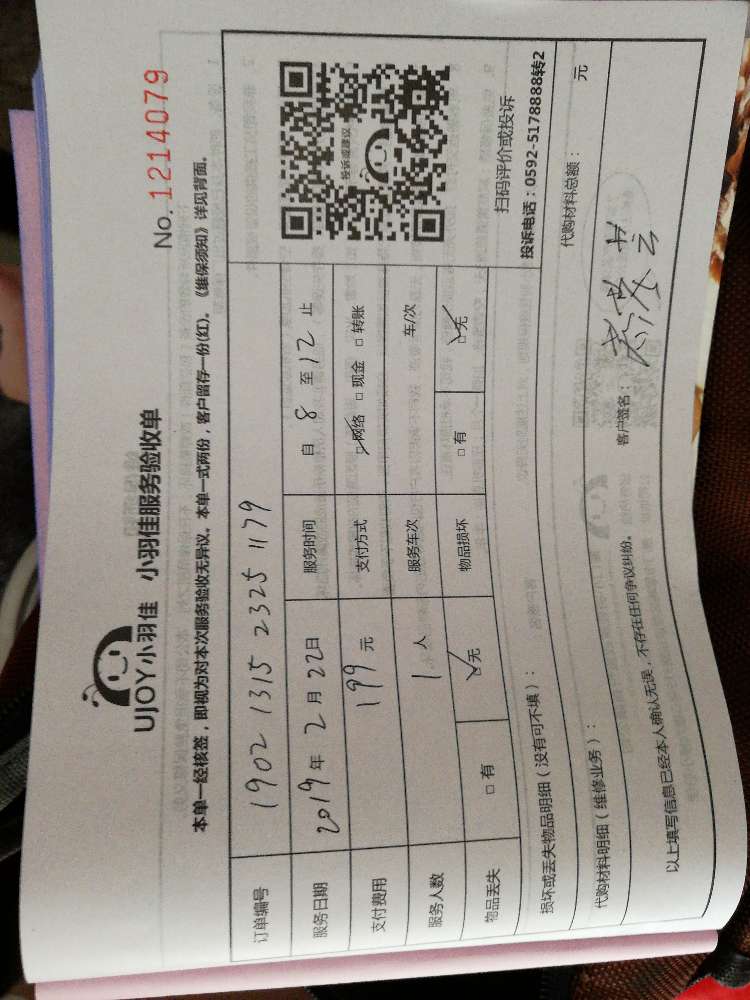 UJOY小羽佳 小羽佳服务验收单
No. 1214079
本单一经核签，即视为对本次服务验收无异议。本单一式两份，客户留存一份(红)。《维保须知》详见背面。
订单编号 1902 1315 2325 1179
服务日期 2019年 2月 22日 服务时间 自 8 至 12 止
支付费用 199 元 支付方式 □网络 □现金 □转账
服务人数 1 人 服务车次 车/次
物品丢失 □有 □无 物品损坏 □有 □无
投诉或建议
扫码评价或投诉
投诉电话：0592-5178888转2
损坏或丢失物品明细（没有可不填）：
代购材料明细（维修业务）： 代购材料总额： 元
以上填写信息已经本人确认无误，不存在任何争议纠纷。 客户签名：